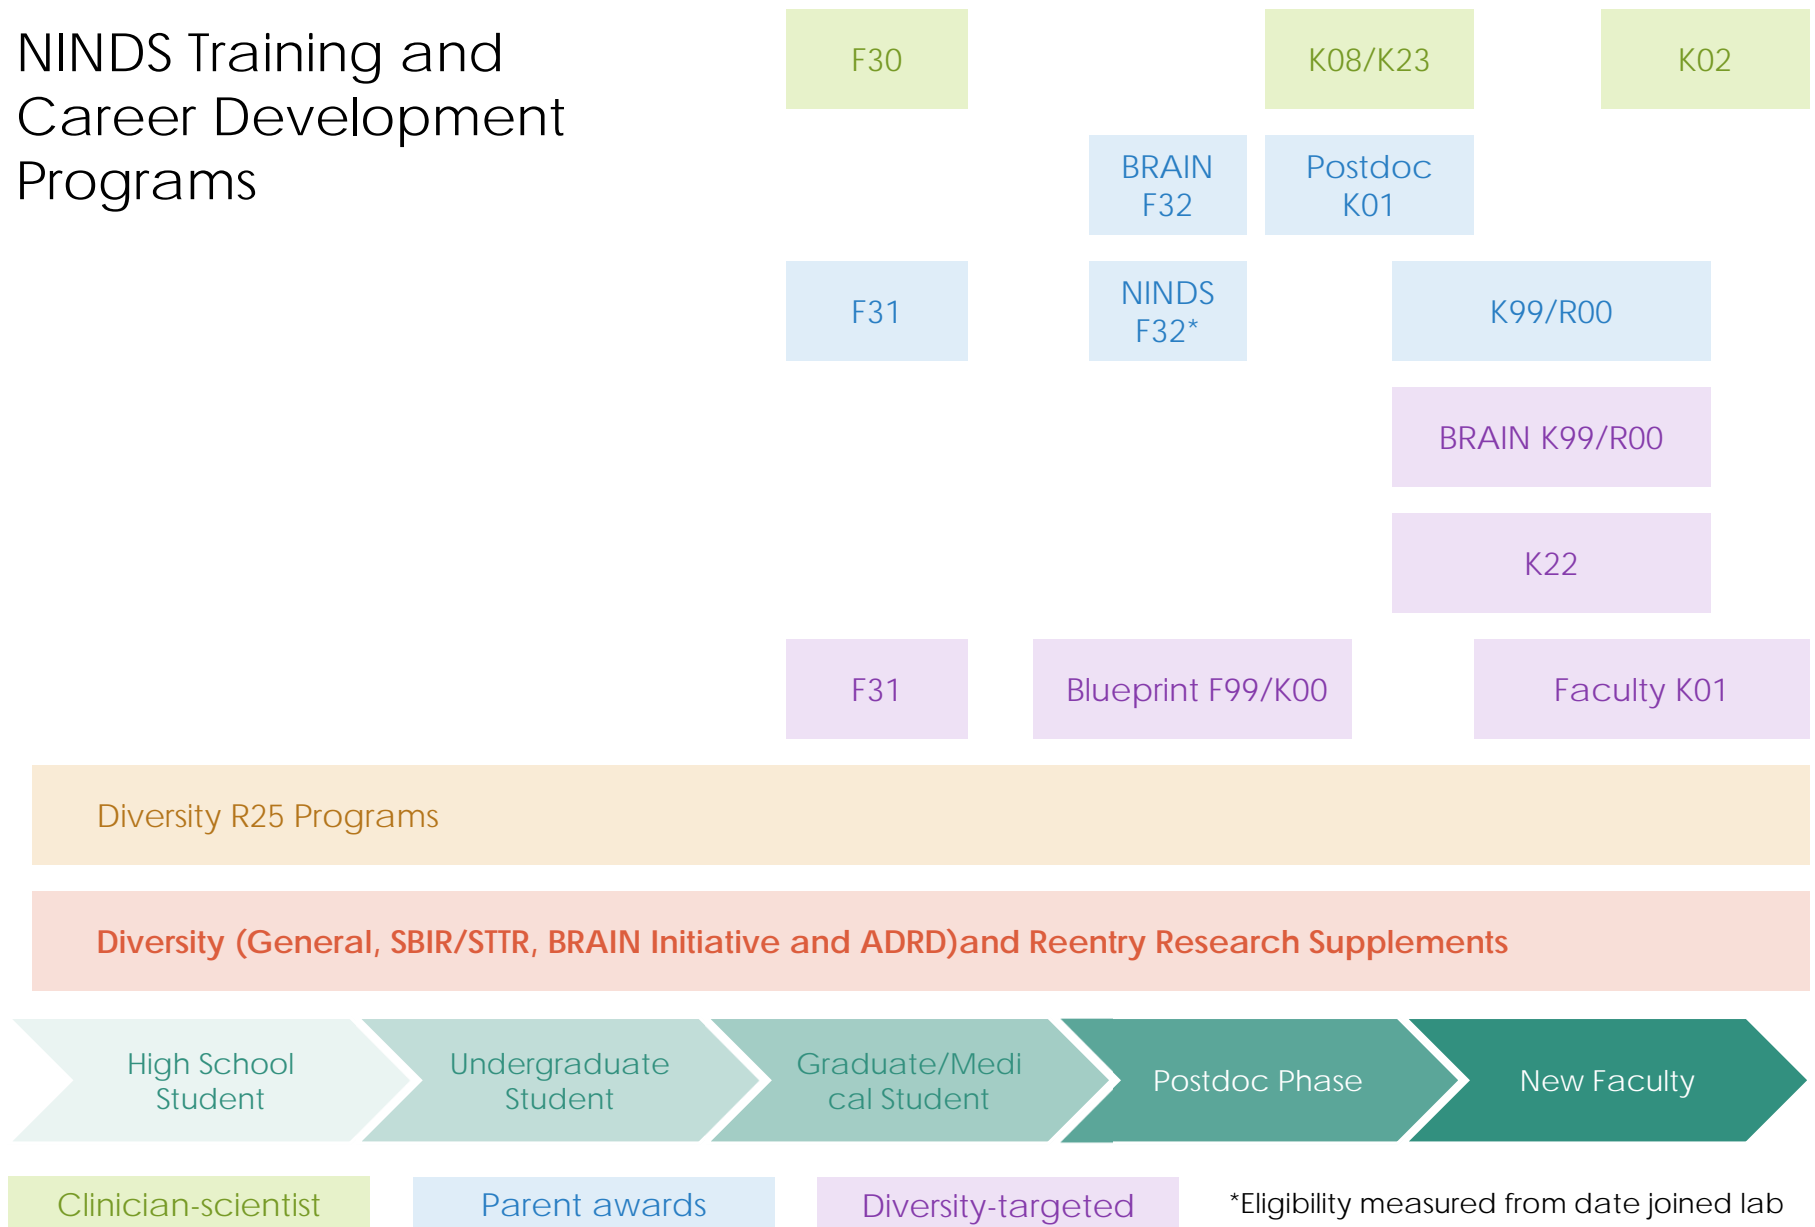 NINDS Training and
Career Development
Programs
F30
K08/K23
K02
BRAIN
F32
Postdoc
K01
F31
NINDS
F32*
K99/R00
BRAIN K99/R00
K22
F31
Blueprint F99/K00
Faculty K01
Diversity R25 Programs
Diversity (General, SBIR/STTR, BRAIN Initiative and ADRD)and Reentry Research Supplements
High School
Student
Undergraduate
Student
Graduate/Medi
cal Student
Postdoc Phase
New Faculty
Clinician-scientist
Parent awards
Diversity-targeted
*Eligibility measured from date joined lab